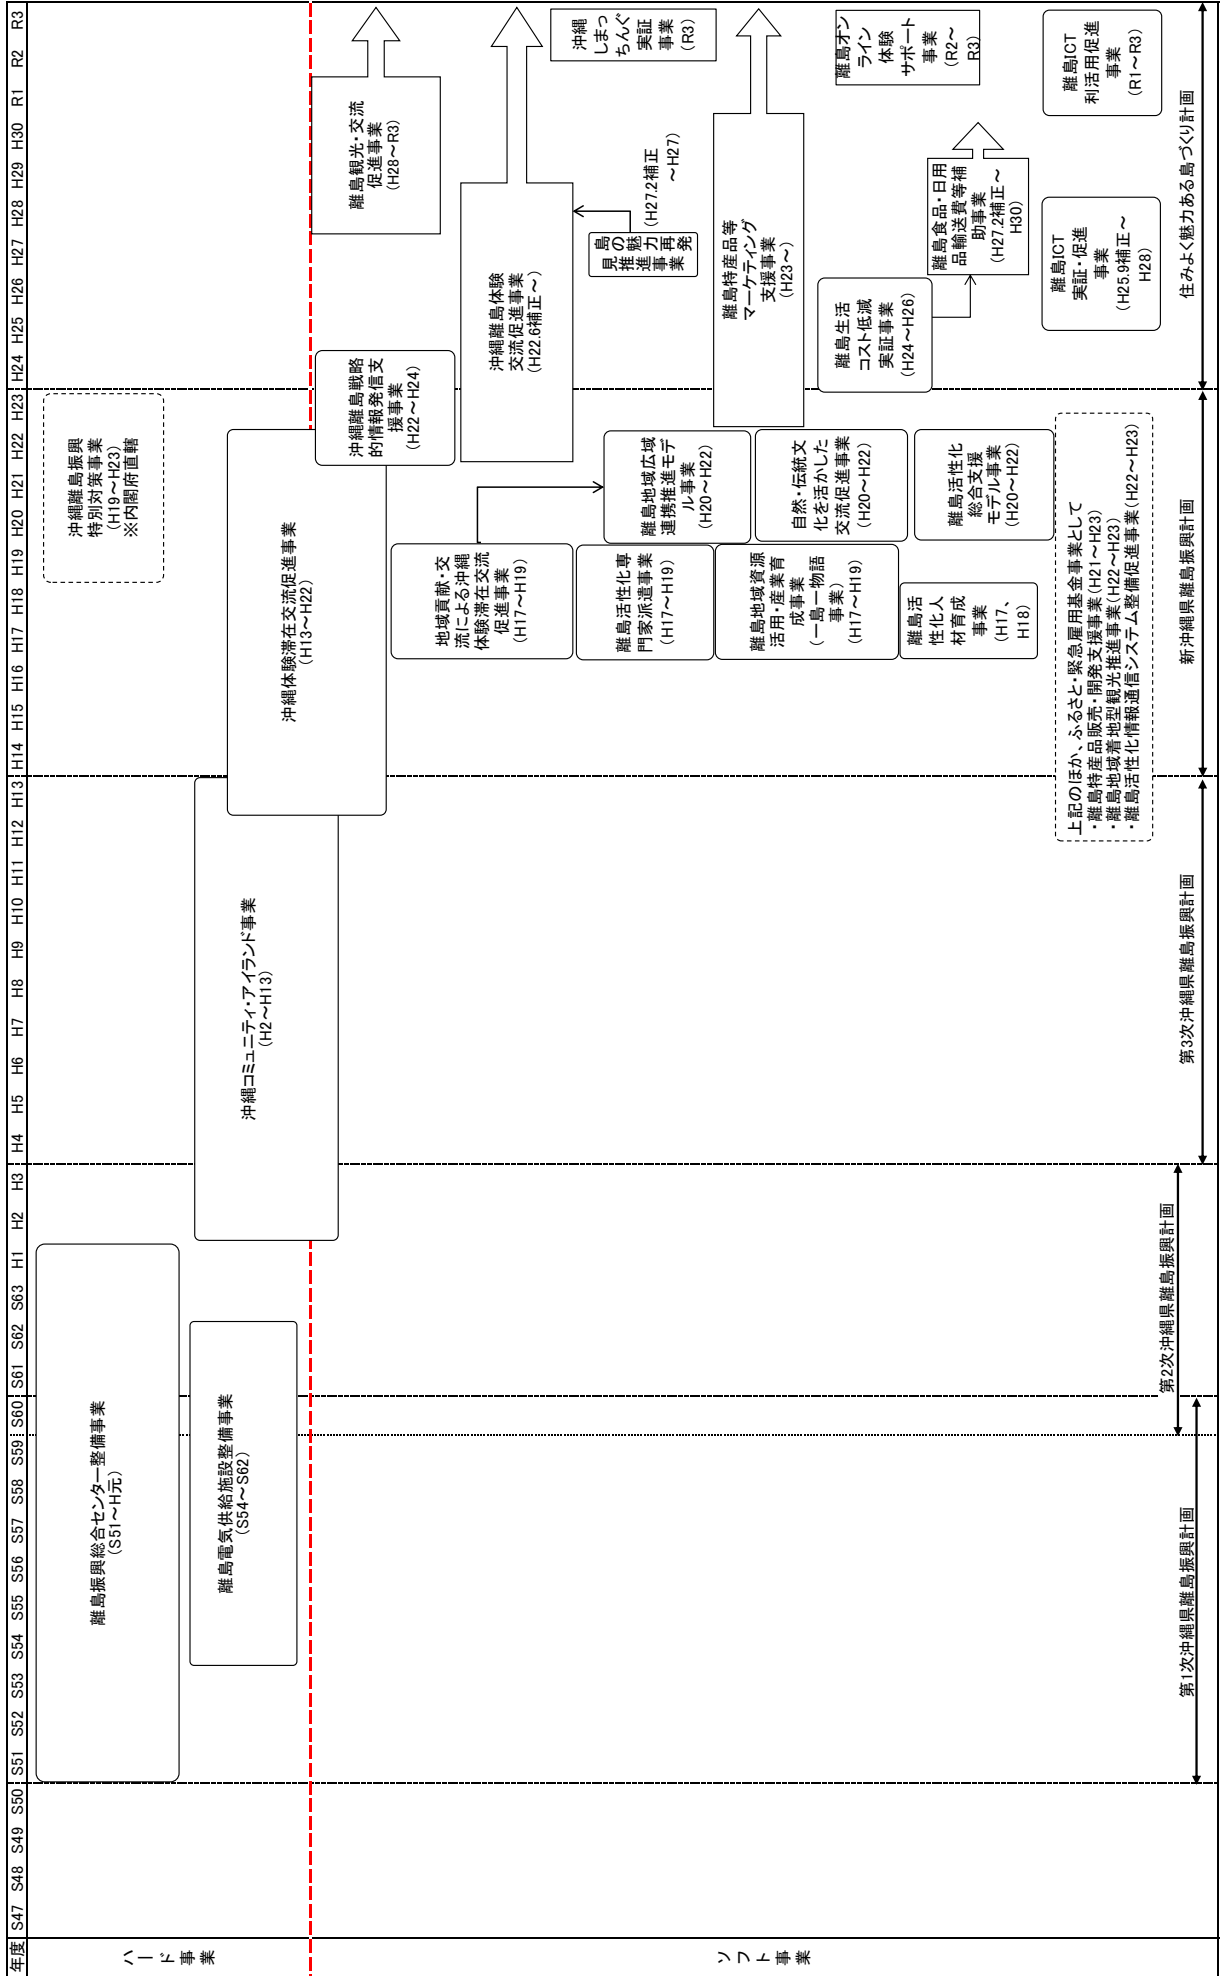 年度 S47 S48 S49 S50 S51 S52 S53 S54 S55 S56 S57 S58 S59 S60 S61 S62 S63 H1 H2 H3 H4 H5 H6 H7 H8 H9 H10 H11 H12 H13 H14 H15 H16 H17 H18 H19 H20 H21 H22 H23 H24 H25 H26 H27 H28 H29 H30 R1 R2 R3
ハード事業
離島振興総合センター整備事業
(S51～H元)
沖縄離島振興
特別対策事業
(H19～H23)
※内閣府直轄
離島電気供給施設整備事業
(S54～S62)
沖縄コミュニティ・アイランド事業
(H2～H13)
沖縄体験滞在交流促進事業
(H13～H22)
ソフト事業
沖縄離島戦略
的情報発信支
援事業
(H22～H24)
離島観光・交流
促進事業
(H28～R3)
地域貢献・交
流による沖縄
体験滞在交流
促進事業
(H17～H19)
沖縄離島体験
交流促進事業
(H22.6補正～)
沖縄
しまっ
ちんぐ
実証
事業
(R3)
離島活性化専
門家派遣事業
(H17～H19)
離島地域広域
連携推進モデ
ル事業
(H20～H22)
島の魅力再発
見推進事業
(H27.2補正
～H27)
離島地域資源
活用・産業育
成事業
(一島一物語
事業)
(H17～H19)
自然・伝統文
化を活かした
交流促進事業
(H20～H22)
離島特産品等
マーケティング
支援事業
(H23～)
離島生活
コスト低減
実証事業
(H24～H26)
離島オン
ライン
体験
サポート
事業
(R2～
R3)
離島活
性化人
材育成
事業
(H17、
H18)
離島活性化
総合支援
モデル事業
(H20～H22)
離島食品・日用
品輸送費等補
助事業
(H27.2補正～
H30)
離島ICT
実証・促進
事業
(H25.9補正～
H28)
離島ICT
利活用促進
事業
(R1～R3)
上記のほか、ふるさと・緊急雇用基金事業として
・離島特産品販売・開発支援事業(H21～H23)
・離島地域着地型観光推進事業(H22～H23)
・離島活性化情報通信システム整備促進事業(H22～H23)
第1次沖縄県離島振興計画
第2次沖縄県離島振興計画
第3次沖縄県離島振興計画
新沖縄県離島振興計画
住みよく魅力ある島づくり計画